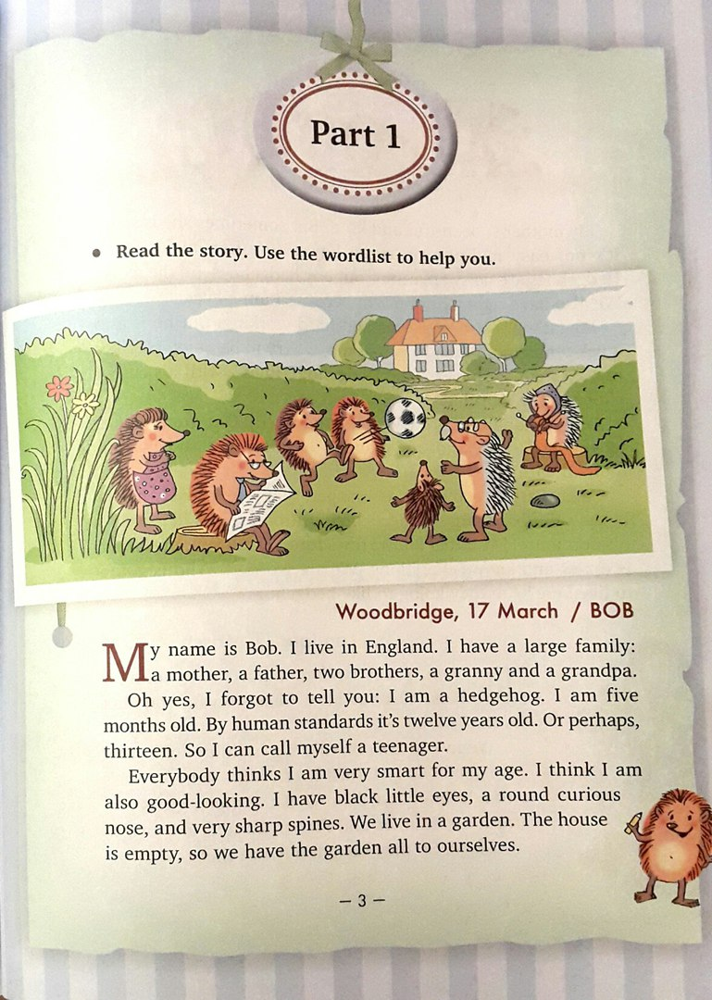 Part 1
• Read the story. Use the wordlist to help you.
Woodbridge, 17 March / BOB
My name is Bob. I live in England. I have a large family:
a mother, a father, two brothers, a granny and a grandpa.
Oh yes, I forgot to tell you: I am a hedgehog. I am five
months old. By human standards it's twelve years old. Or perhaps,
thirteen. So I can call myself a teenager.
Everybody thinks I am very smart for my age. I think I am
also good-looking. I have black little eyes, a round curious
nose, and very sharp spines. We live in a garden. The house
is empty, so we have the garden all to ourselves.
– 3 –